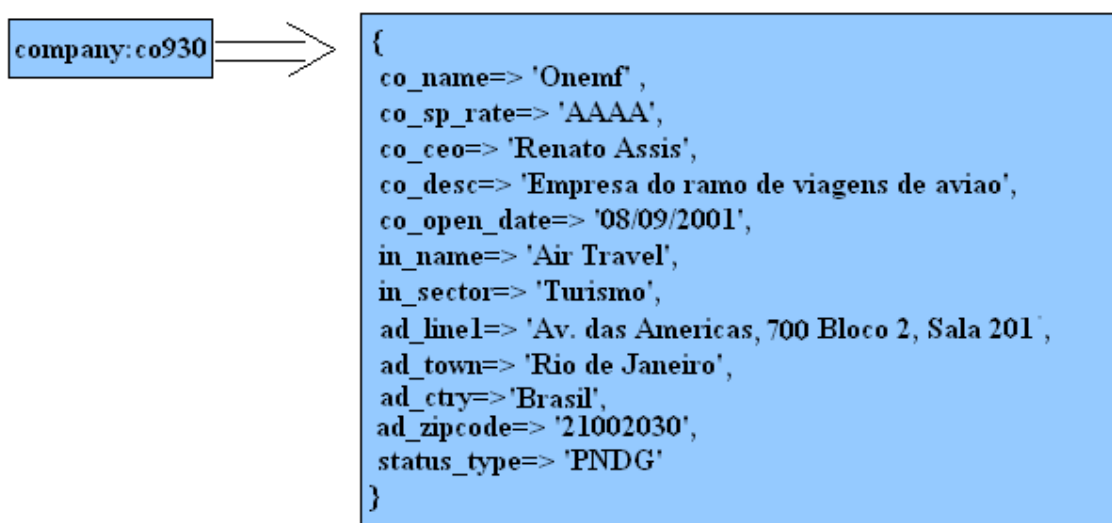 company:co930
{
co_name=> 'Onemf' ,
co_sp_rate=> 'AAAA',
co_ceo=> 'Renato Assis',
co_desc=> 'Empresa do ramo de viagens de aviao',
co_open_date=> '08/09/2001',
in_name=> 'Air Travel',
in_sector=> 'Turismo',
ad_line1=> 'Av. das Americas, 700 Bloco 2, Sala 201',
ad_town=> 'Rio de Janeiro',
ad_ctry=>'Brasil',
ad_zipcode=> '21002030',
status_type=> 'PNDG'
}